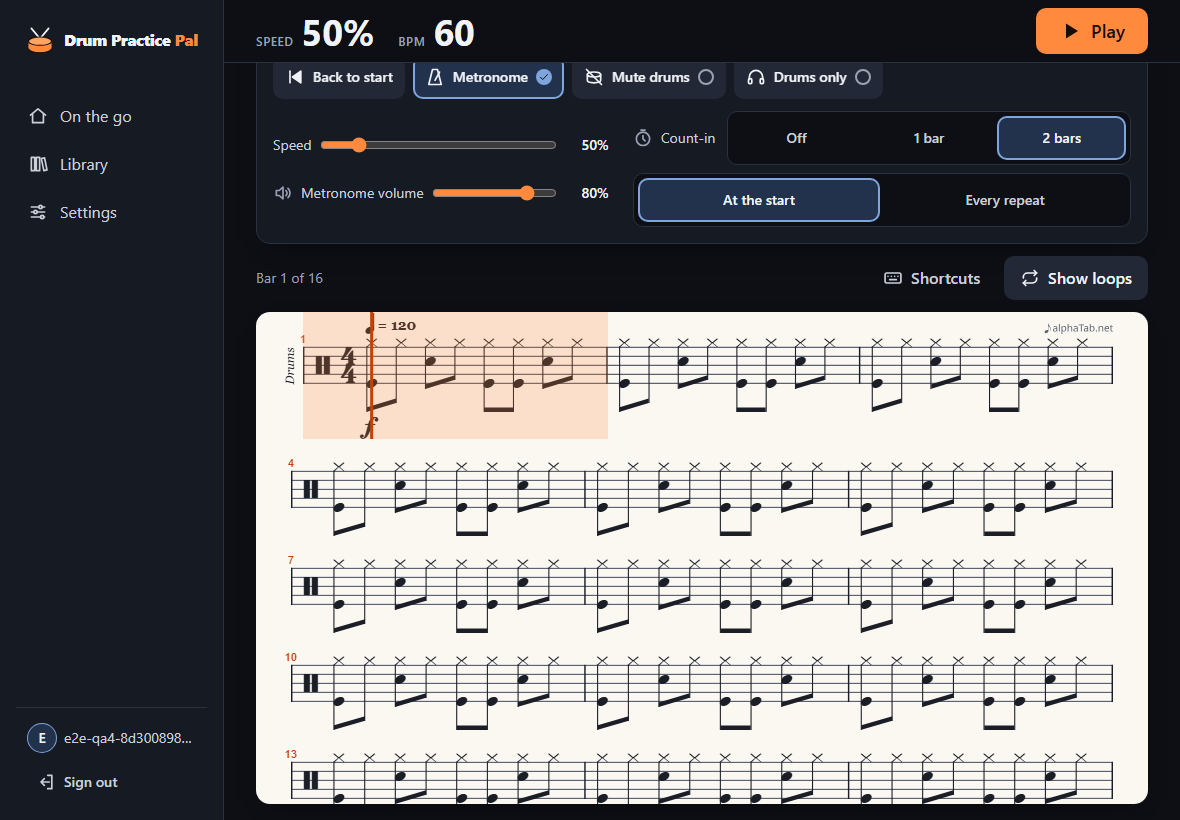 Drum Practice Pal
SPEED 50% BPM 60
Play
On the go
Library
Settings
Back to start
Metronome
Mute drums
Drums only
Speed
50%
Count-in
Off
1 bar
2 bars
Metronome volume
80%
At the start
Every repeat
Bar 1 of 16
Shortcuts
Show loops
= 120
alphaTab.net
1
Drums
4
4
f
4
7
10
13
E
e2e-qa4-8d300898...
Sign out